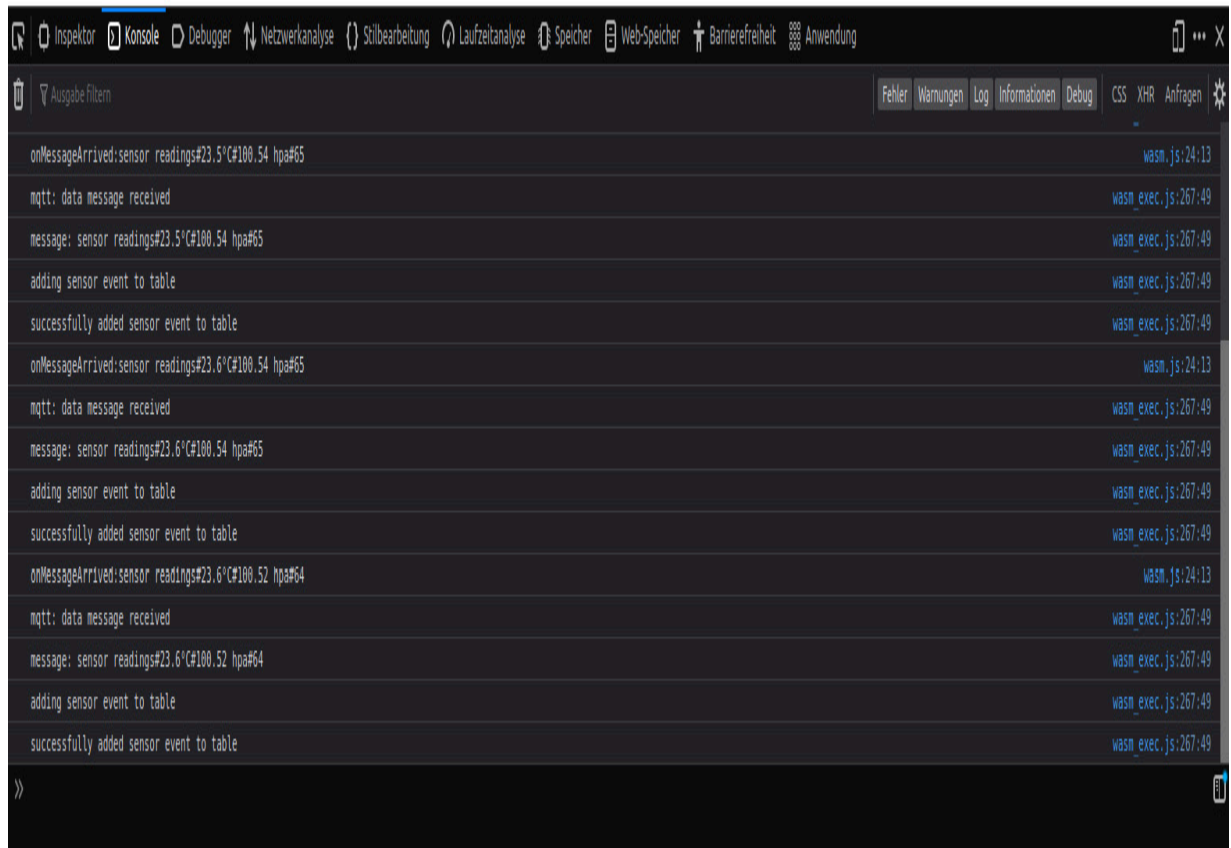 Inspektor Konsole Debugger Netzwerkanalyse {} Stilbearbeitung Laufzeitanalyse Speicher Web-Speicher Barrierefreiheit Anwendung
Ausgabe filtern Fehler Warnungen Log Informationen Debug CSS XHR Anfragen
onMessageArrived:sensor readings#23.5°C#100.54 hpa#65 wasm.js:24:13
mqtt: data message received wasm_exec.js:267:49
message: sensor readings#23.5°C#100.54 hpa#65 wasm_exec.js:267:49
adding sensor event to table wasm_exec.js:267:49
successfully added sensor event to table wasm_exec.js:267:49
onMessageArrived:sensor readings#23.6°C#100.54 hpa#65 wasm.js:24:13
mqtt: data message received wasm_exec.js:267:49
message: sensor readings#23.6°C#100.54 hpa#65 wasm_exec.js:267:49
adding sensor event to table wasm_exec.js:267:49
successfully added sensor event to table wasm_exec.js:267:49
onMessageArrived:sensor readings#23.6°C#100.52 hpa#64 wasm.js:24:13
mqtt: data message received wasm_exec.js:267:49
message: sensor readings#23.6°C#100.52 hpa#64 wasm_exec.js:267:49
adding sensor event to table wasm_exec.js:267:49
successfully added sensor event to table wasm_exec.js:267:49